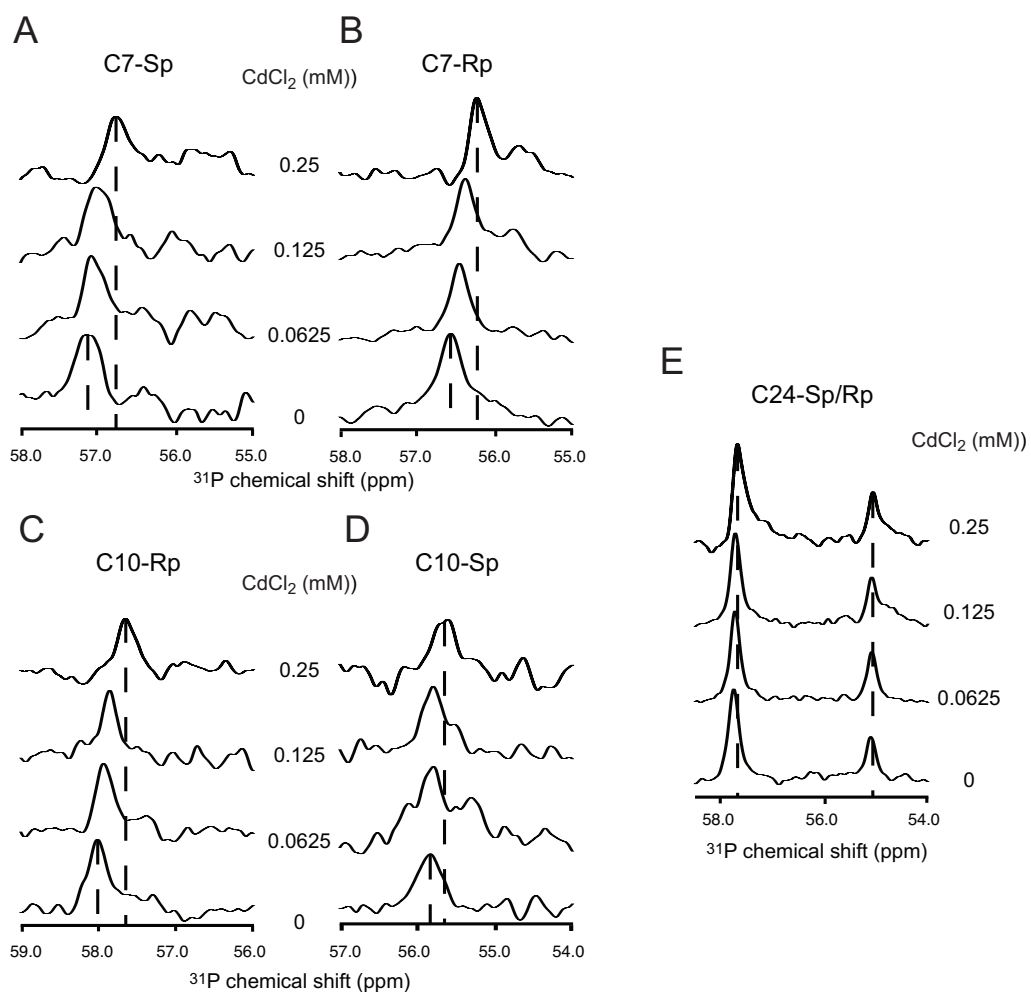 A
B
C7-Sp
C7-Rp
CdCl2 (mM))
0.25
0.125
0.0625
0
58.0 57.0 56.0 55.0
58.0 57.0 56.0 55.0
31P chemical shift (ppm)
C
D
C10-Rp
C10-Sp
CdCl2 (mM))
0.25
0.125
0.0625
0
59.0 58.0 57.0 56.0
57.0 56.0 55.0 54.0
31P chemical shift (ppm)
E
C24-Sp/Rp
CdCl2 (mM))
0.25
0.125
0.0625
0
58.0 56.0 54.0
31P chemical shift (ppm)